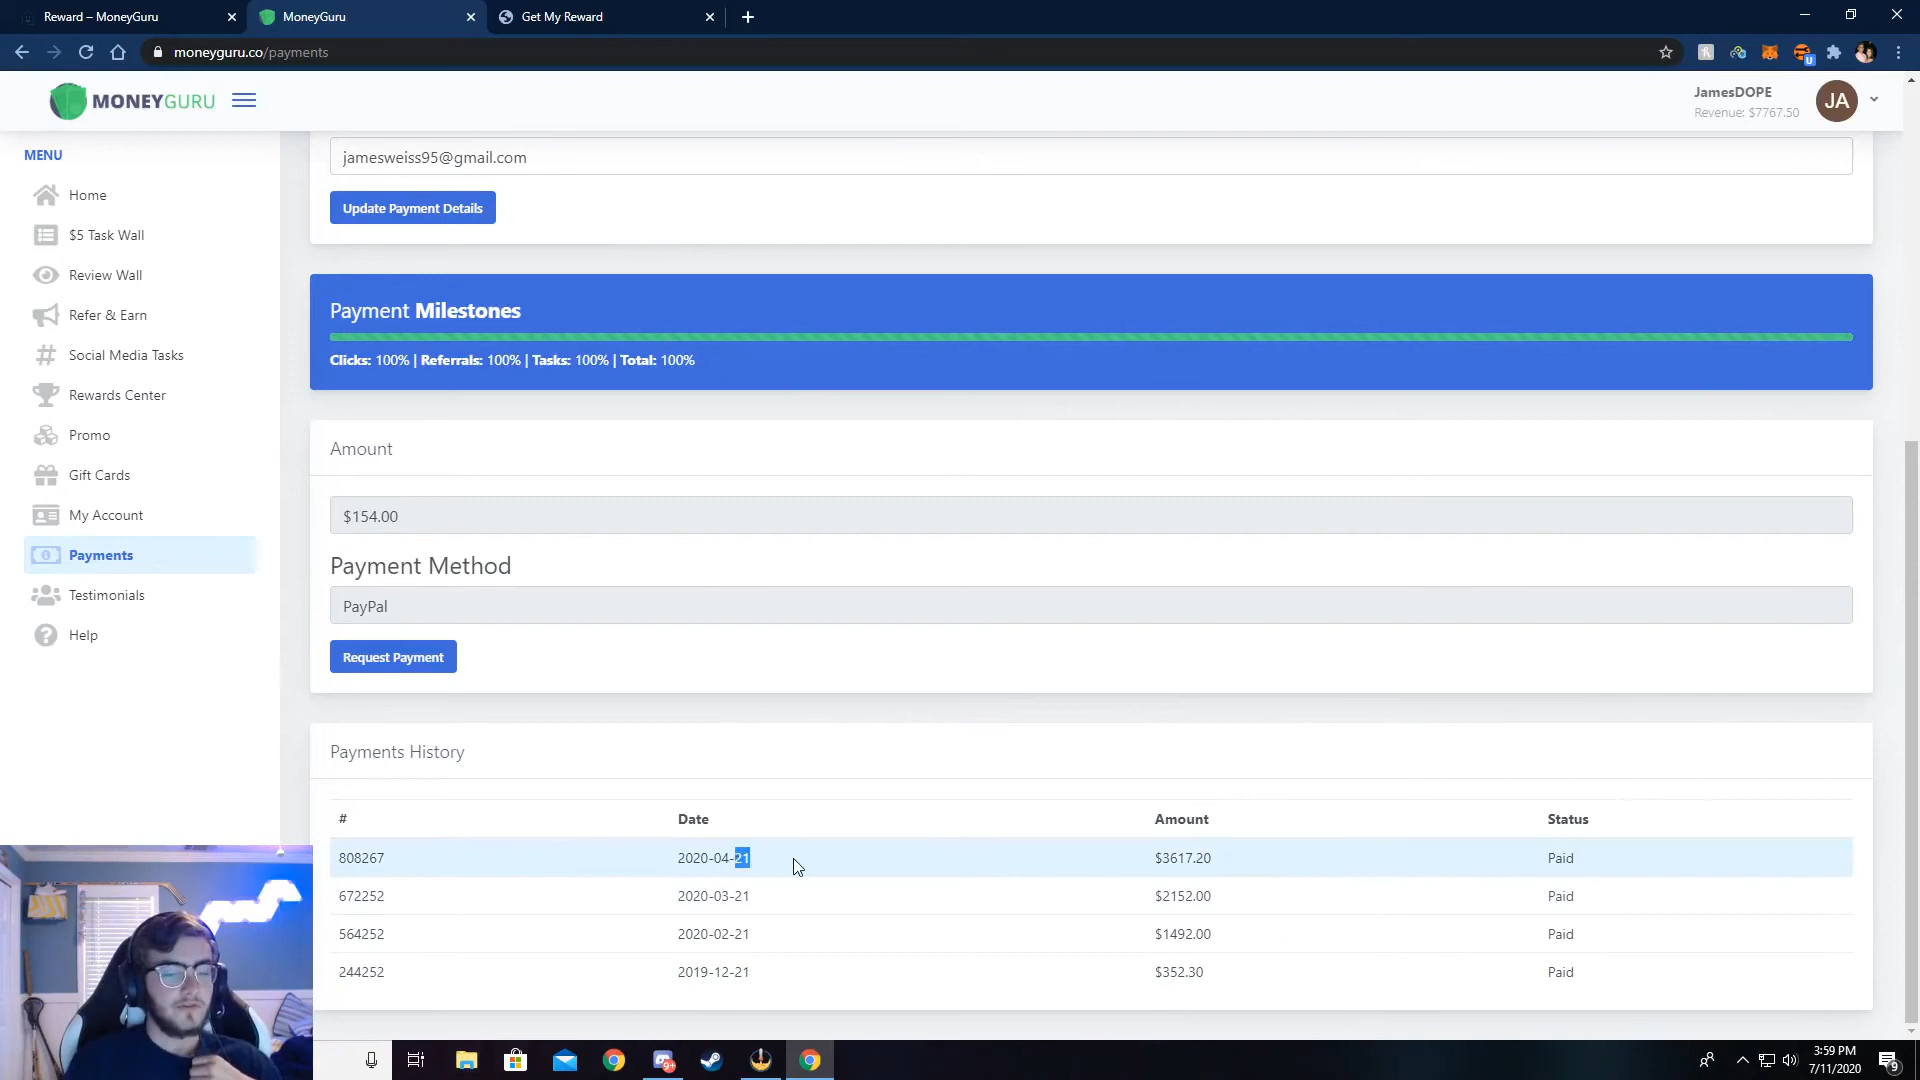 Reward – MoneyGuru
MoneyGuru
Get My Reward
moneyguru.co/payments
MONEYGURU
JamesDOPE
Revenue: $7767.50
JA
MENU
Home
$5 Task Wall
Review Wall
Refer & Earn
Social Media Tasks
Rewards Center
Promo
Gift Cards
My Account
Payments
Testimonials
Help
jamesweiss95@gmail.com
Update Payment Details
Payment Milestones
Clicks: 100% | Referrals: 100% | Tasks: 100% | Total: 100%
Amount
$154.00
Payment Method
PayPal
Request Payment
Payments History
# Date Amount Status
808267 2020-04-21 $3617.20 Paid
672252 2020-03-21 $2152.00 Paid
564252 2020-02-21 $1492.00 Paid
244252 2019-12-21 $352.30 Paid
9+
3:59 PM
7/11/2020
9